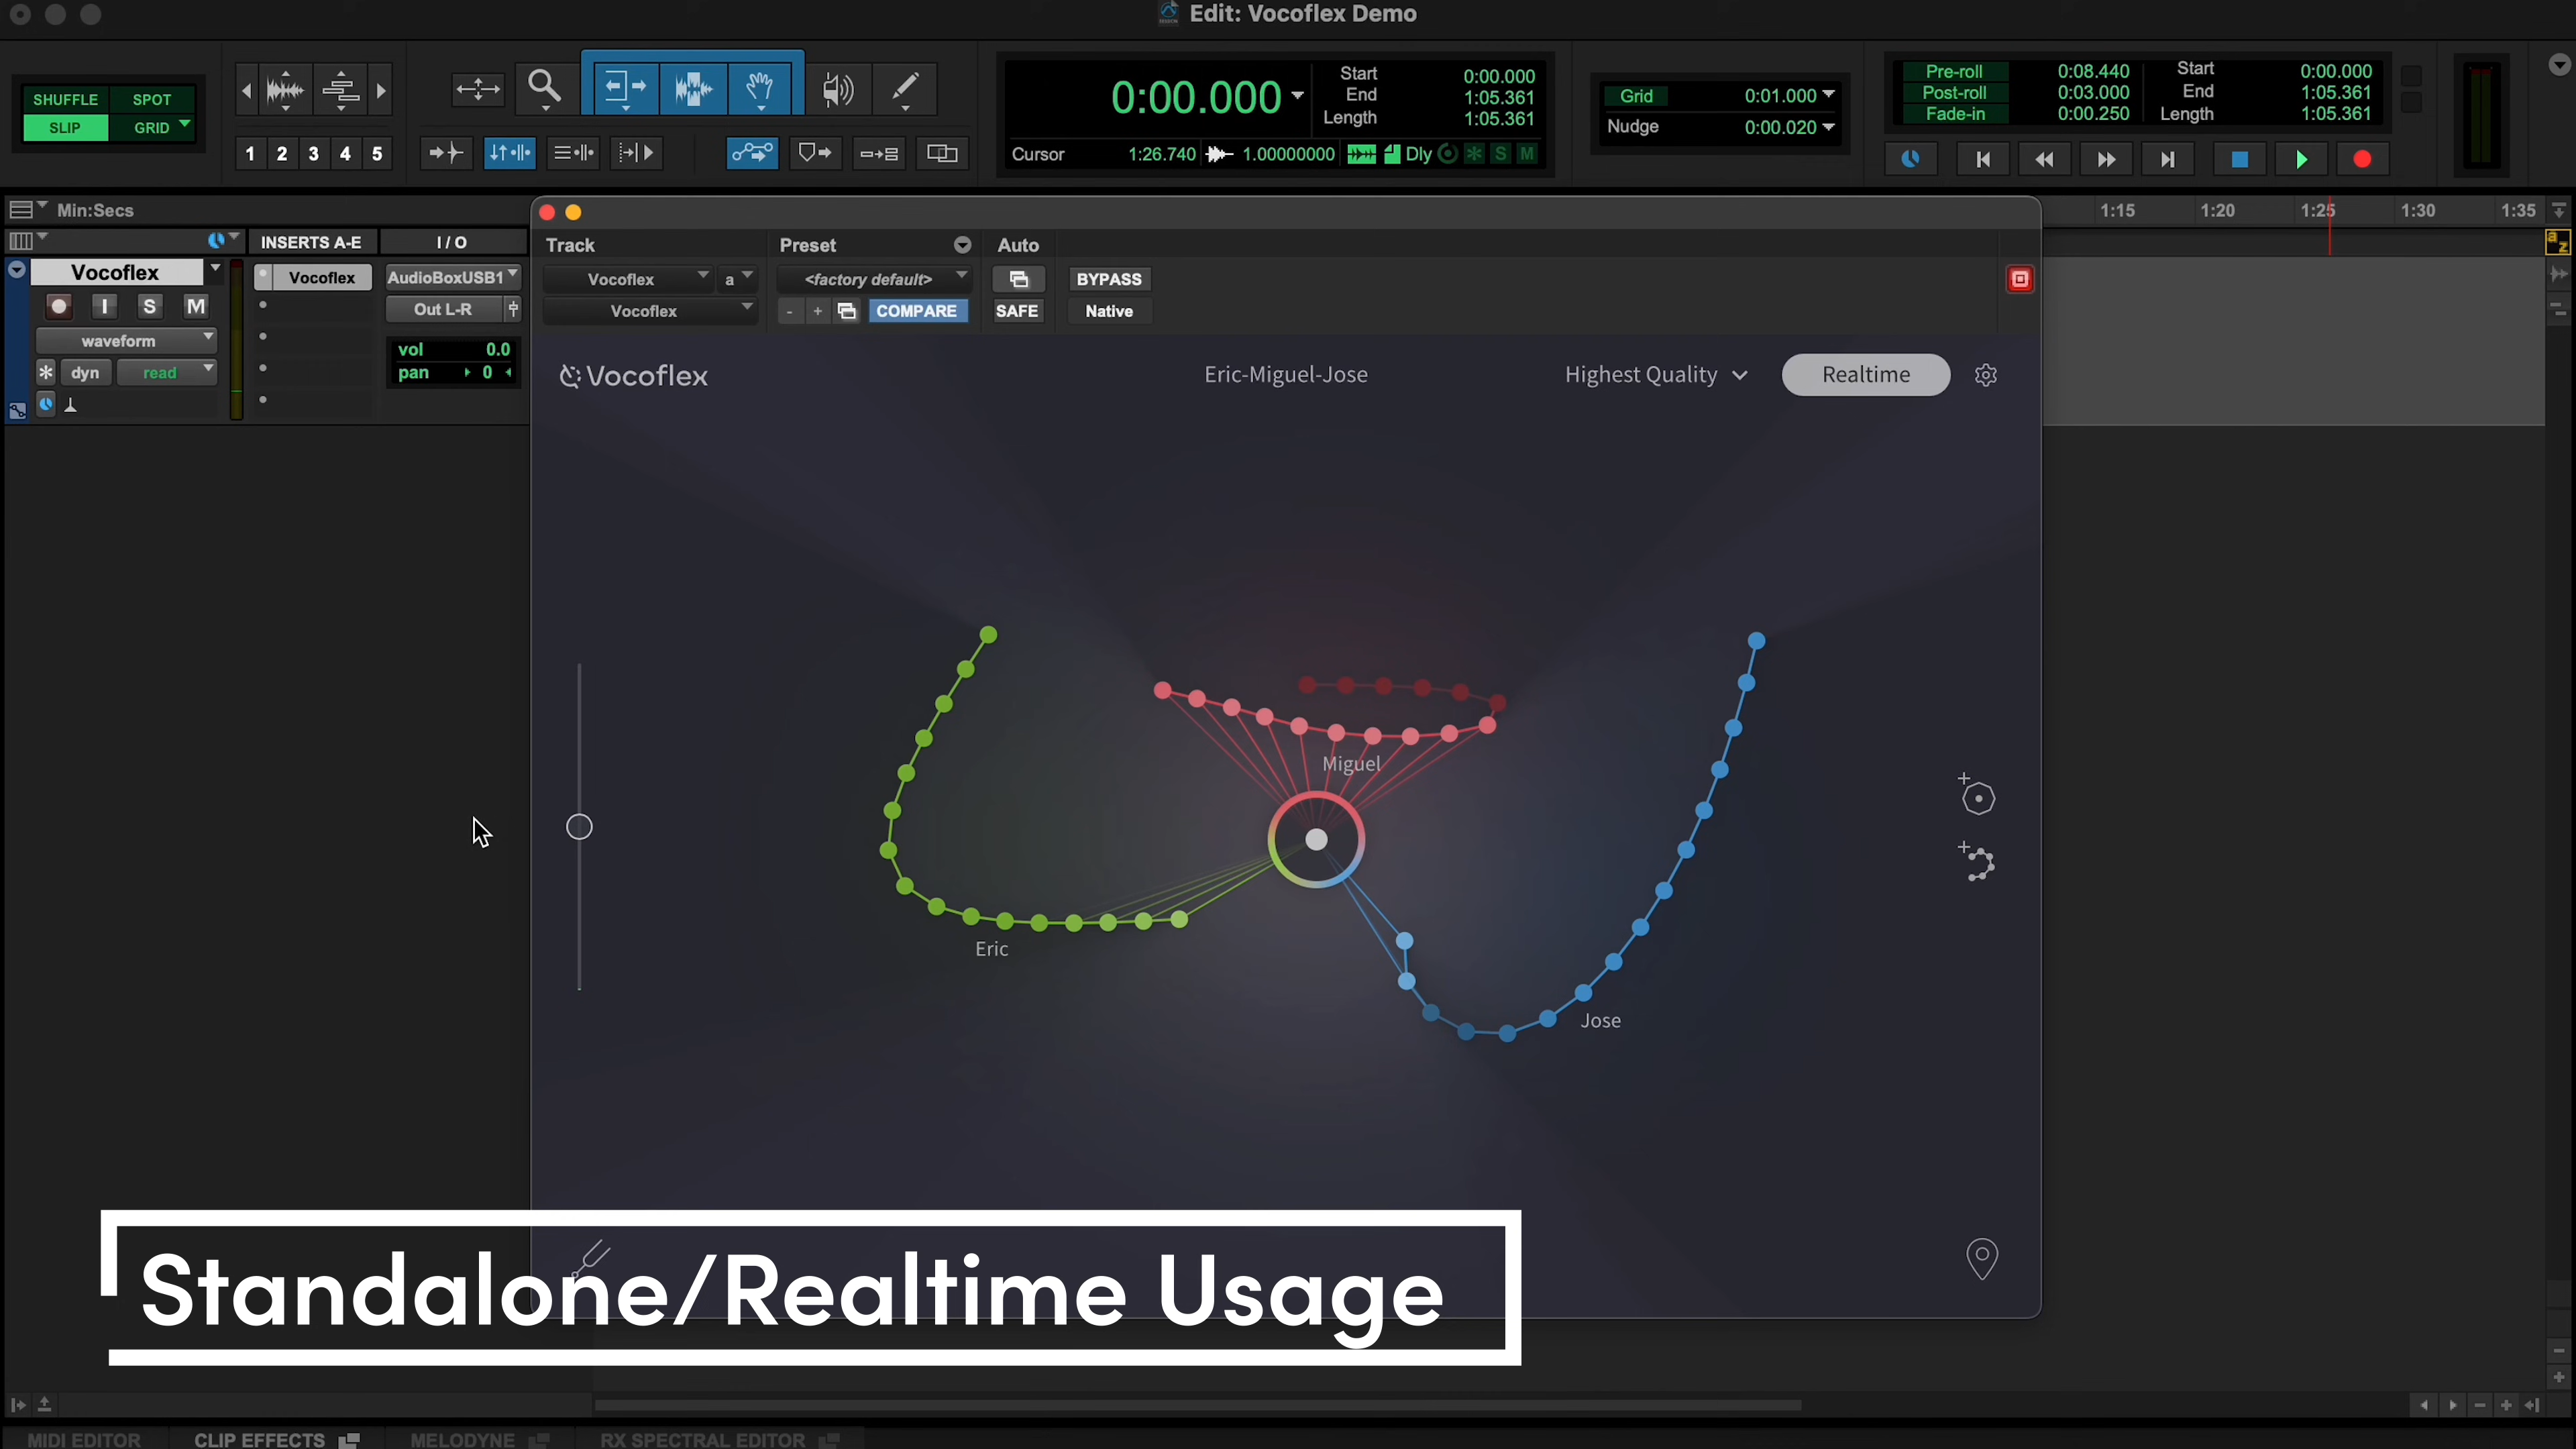 Edit: Vocoflex Demo
SHUFFLE SPOT
SLIP GRID
1 2 3 4 5
0:00.000
Start 0:00.000
End 1:05.361
Length 1:05.361
Cursor 1:26.740 1.00000000 Dly S M
Grid 0:01.000
Nudge 0:00.020
Pre-roll 0:08.440
Post-roll 0:03.000
Fade-in 0:00.250
Start 0:00.000
End 1:05.361
Length 1:05.361
Min:Secs
1:15 1:20 1:25 1:30 1:35
INSERTS A-E I / O
Vocoflex
Vocoflex
AudioBoxUSB1
I S M
Out L-R
waveform
vol 0.0
dyn read
pan 0
Track Preset Auto
Vocoflex a <factory default> BYPASS
Vocoflex - + COMPARE SAFE Native
a z
Vocoflex
Eric-Miguel-Jose
Highest Quality
Realtime
Miguel
Eric
Jose
Standalone/Realtime Usage
MIDI EDITOR CLIP EFFECTS MELODYNE RX SPECTRAL EDITOR